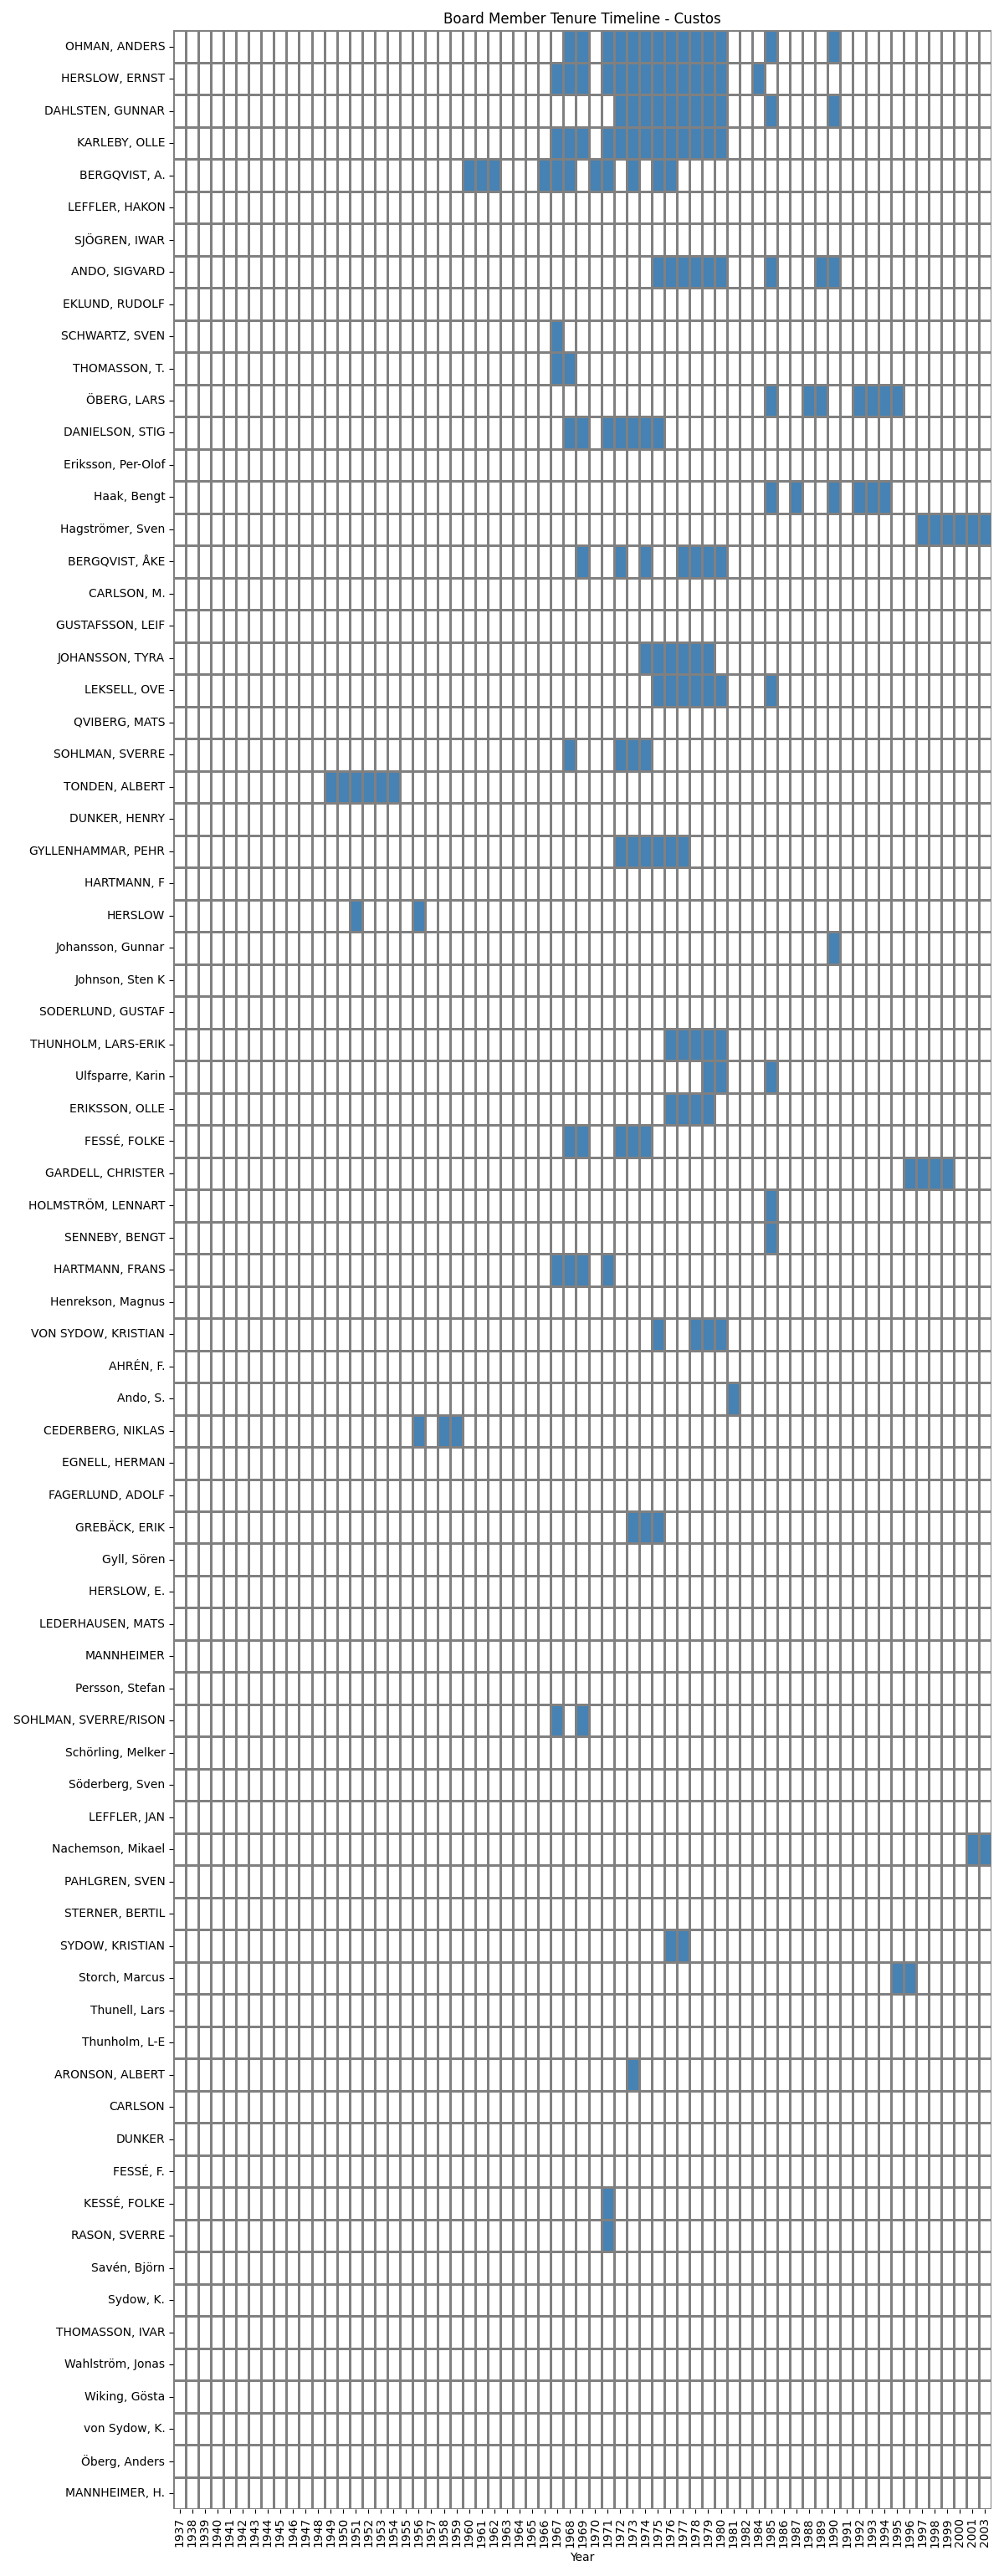 Board Member Tenure Timeline - Custos
OHMAN, ANDERS
HERSLOW, ERNST
DAHLSTEN, GUNNAR
KARLEBY, OLLE
BERGQVIST, A.
LEFFLER, HAKON
SJÖGREN, IWAR
ANDO, SIGVARD
EKLUND, RUDOLF
SCHWARTZ, SVEN
THOMASSON, T.
ÖBERG, LARS
DANIELSON, STIG
Eriksson, Per-Olof
Haak, Bengt
Hagströmer, Sven
BERGQVIST, ÅKE
CARLSON, M.
GUSTAFSSON, LEIF
JOHANSSON, TYRA
LEKSELL, OVE
QVIBERG, MATS
SOHLMAN, SVERRE
TONDEN, ALBERT
DUNKER, HENRY
GYLLENHAMMAR, PEHR
HARTMANN, F
HERSLOW
Johansson, Gunnar
Johnson, Sten K
SODERLUND, GUSTAF
THUNHOLM, LARS-ERIK
Ulfsparre, Karin
ERIKSSON, OLLE
FESSÉ, FOLKE
GARDELL, CHRISTER
HOLMSTRÖM, LENNART
SENNEBY, BENGT
HARTMANN, FRANS
Henrekson, Magnus
VON SYDOW, KRISTIAN
AHRÉN, F.
Ando, S.
CEDERBERG, NIKLAS
EGNELL, HERMAN
FAGERLUND, ADOLF
GREBÄCK, ERIK
Gyll, Sören
HERSLOW, E.
LEDERHAUSEN, MATS
MANNHEIMER
Persson, Stefan
SOHLMAN, SVERRE/RISON
Schörling, Melker
Söderberg, Sven
LEFFLER, JAN
Nachemson, Mikael
PAHLGREN, SVEN
STERNER, BERTIL
SYDOW, KRISTIAN
Storch, Marcus
Thunell, Lars
Thunholm, L-E
ARONSON, ALBERT
CARLSON
DUNKER
FESSÉ, F.
KESSÉ, FOLKE
RASON, SVERRE
Savén, Björn
Sydow, K.
THOMASSON, IVAR
Wahlström, Jonas
Wiking, Gösta
von Sydow, K.
Öberg, Anders
MANNHEIMER, H.
1937 1938 1939 1940 1941 1942 1943 1944 1945 1946 1947 1948 1949 1950 1951 1952 1953 1954 1955 1956 1957 1958 1959 1960 1961 1962 1963 1964 1965 1966 1967 1968 1969 1970 1971 1972 1973 1974 1975 1976 1977 1978 1979 1980 1981 1982 1984 1985 1986 1987 1988 1989 1990 1991 1992 1993 1994 1995 1996 1997 1998 1999 2000 2001 2003
Year